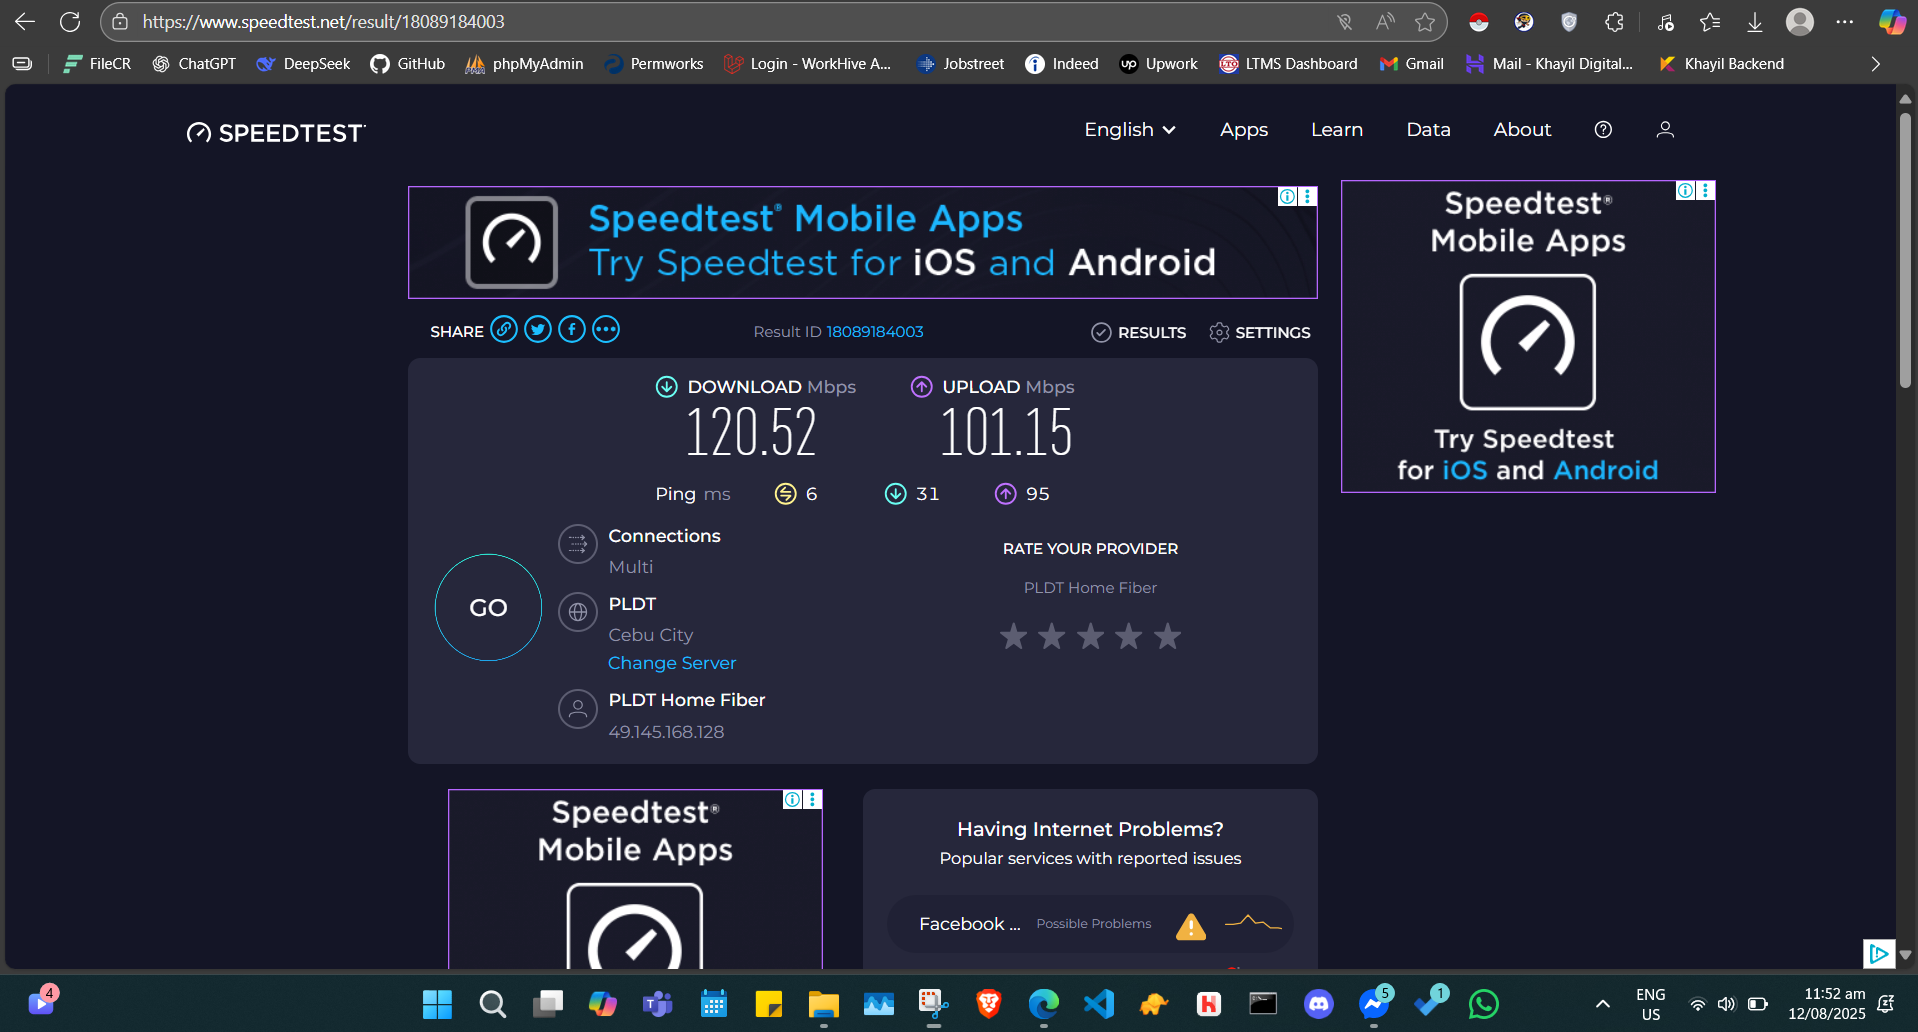 https://www.speedtest.net/result/18089184003
FileCR ChatGPT DeepSeek GitHub phpMyAdmin Permworks Login - WorkHive A... Jobstreet Indeed Upwork LTMS Dashboard Gmail Mail - Khayil Digital... Khayil Backend
SPEEDTEST
English Apps Learn Data About
Speedtest® Mobile Apps
Try Speedtest for iOS and Android
Speedtest®
Mobile Apps
Try Speedtest
for iOS and Android
SHARE Result ID 18089184003 RESULTS SETTINGS
DOWNLOAD Mbps UPLOAD Mbps
120.52 101.15
Ping ms 6 31 95
GO
Connections
Multi
PLDT
Cebu City
Change Server
PLDT Home Fiber
49.145.168.128
RATE YOUR PROVIDER
PLDT Home Fiber
Speedtest®
Mobile Apps
Having Internet Problems?
Popular services with reported issues
Facebook ... Possible Problems
4
5
1
ENG
US
11:52 am
12/08/2025